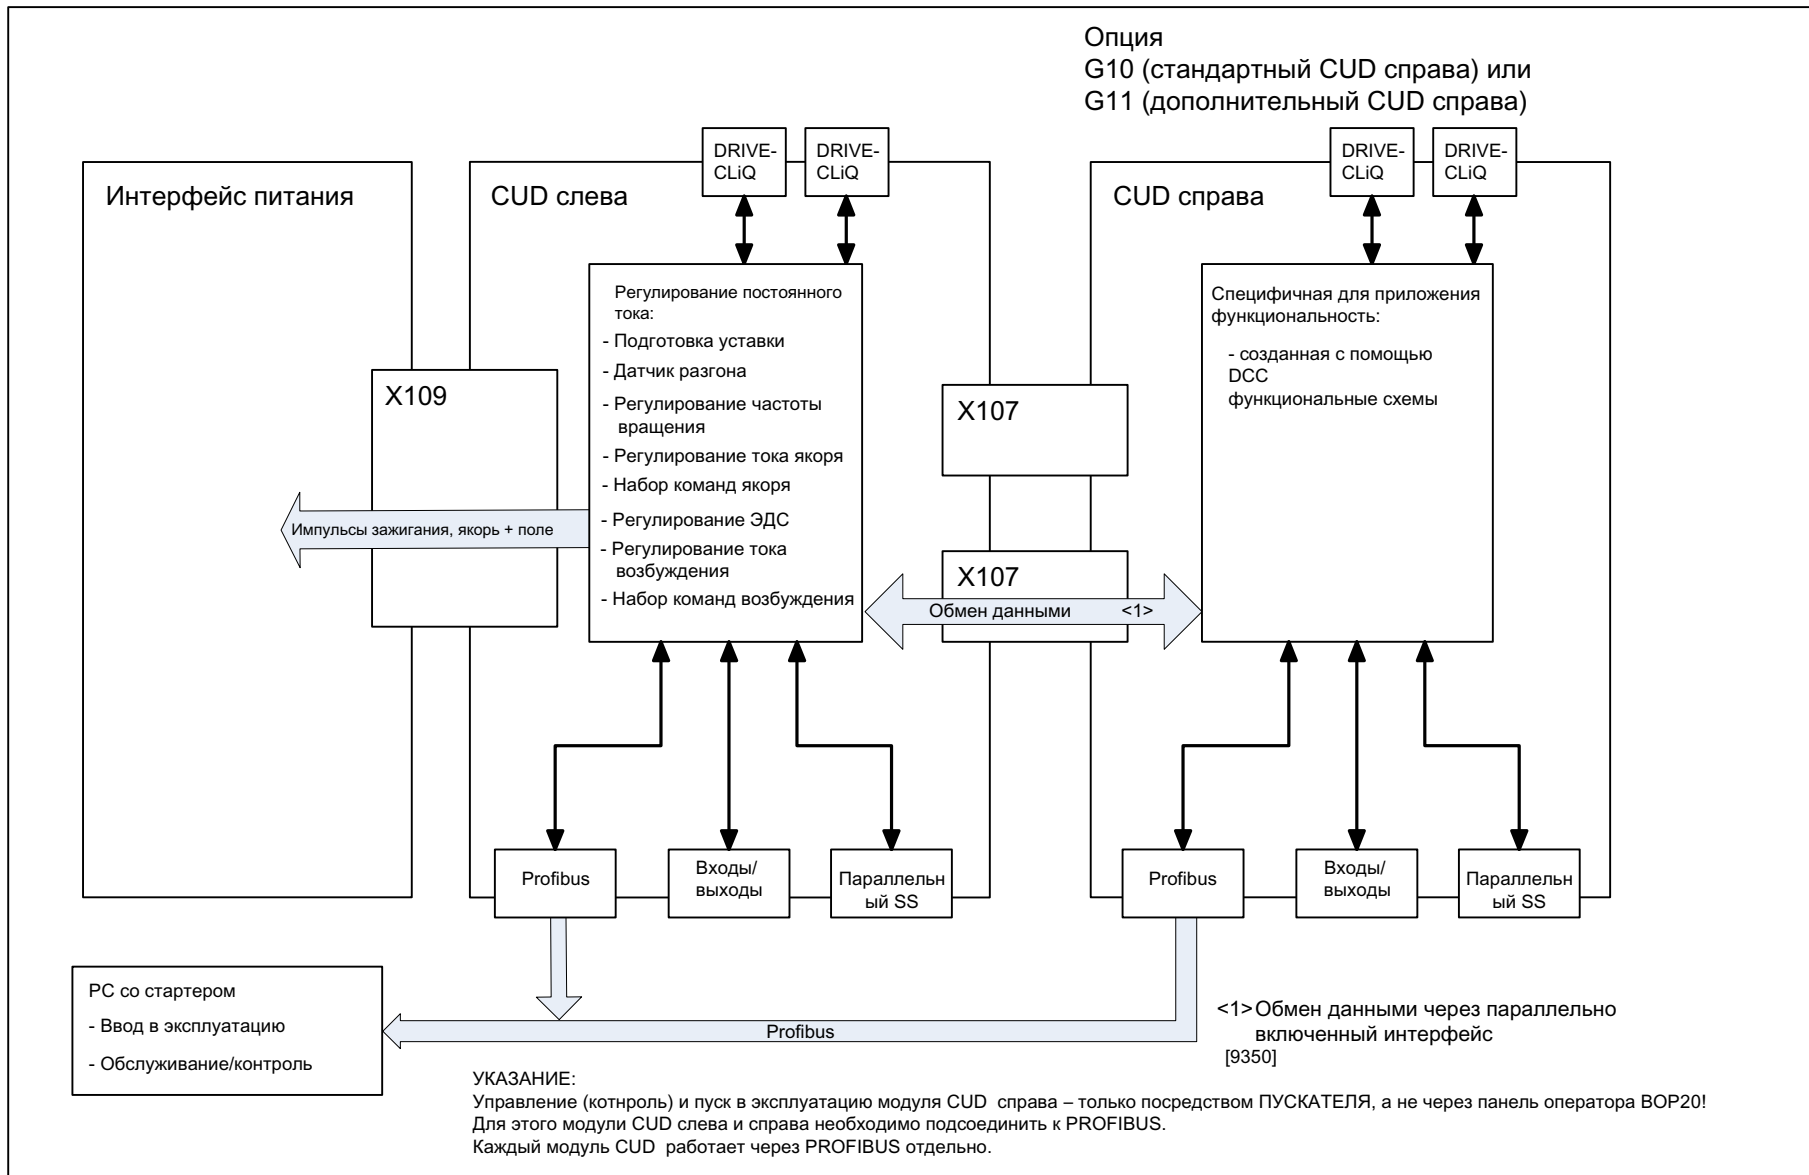 Опция
G10 (стандартный CUD справа) или
G11 (дополнительный CUD справа)
DRIVE-
CLiQ
DRIVE-
CLiQ
DRIVE-
CLiQ
DRIVE-
CLiQ
Интерфейс питания
CUD слева
CUD справа
Регулирование постоянного
тока:
- Подготовка уставки
- Датчик разгона
- Регулирование частоты
вращения
- Регулирование тока якоря
- Набор команд якоря
- Регулирование ЭДС
- Регулирование тока
возбуждения
- Набор команд возбуждения
Специфичная для приложения
функциональность:
- созданная с помощью
DCC
функциональные схемы
X109
X107
X107
Импульсы зажигания, якорь + поле
Обмен данными <1>
Profibus
Входы/
выходы
Параллельн
ый SS
Profibus
Входы/
выходы
Параллельн
ый SS
PC со стартером
- Ввод в эксплуатацию
- Обслуживание/контроль
Profibus
<1>Обмен данными через параллельно
включенный интерфейс
[9350]
УКАЗАНИЕ:
Управление (котнроль) и пуск в эксплуатацию модуля CUD справа – только посредством ПУСКАТЕЛЯ, а не через панель оператора BOP20!
Для этого модули CUD слева и справа необходимо подсоединить к PROFIBUS.
Каждый модуль CUD работает через PROFIBUS отдельно.